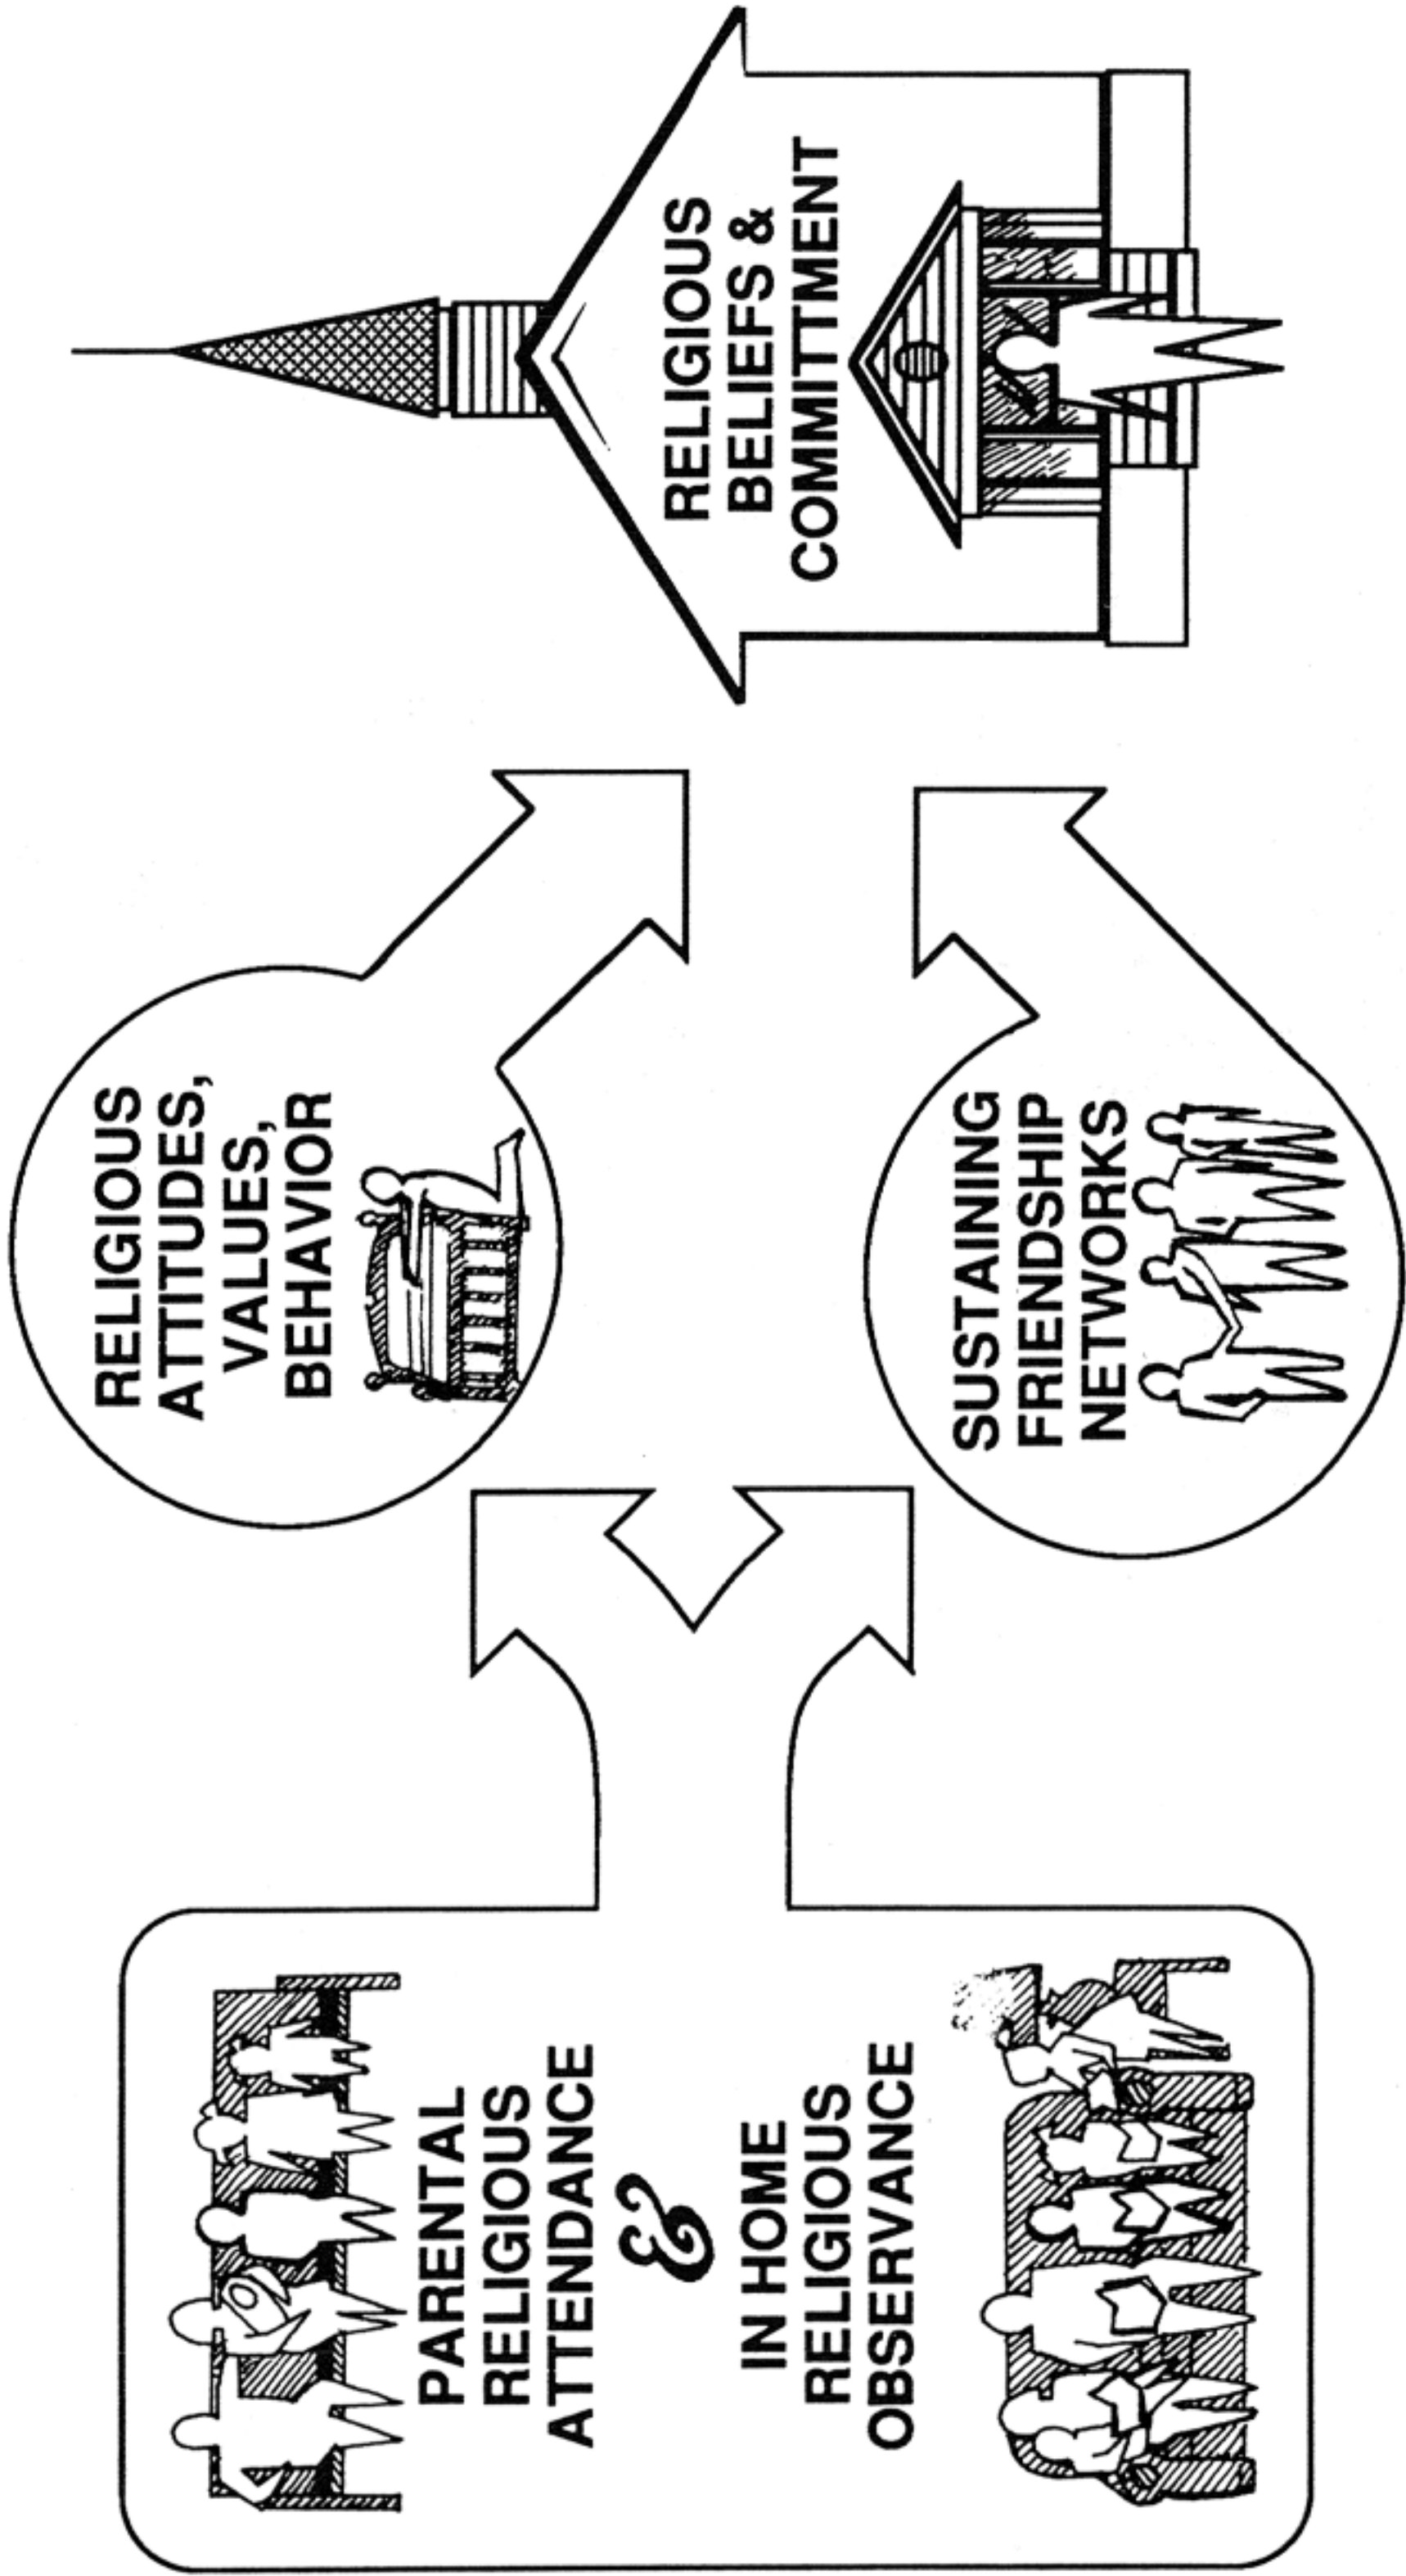 PARENTAL
RELIGIOUS
ATTENDANCE
&
IN HOME
RELIGIOUS
OBSERVANCE
RELIGIOUS
ATTITUDES,
VALUES,
BEHAVIOR
SUSTAINING
FRIENDSHIP
NETWORKS
RELIGIOUS
BELIEFS &
COMMITTMENT